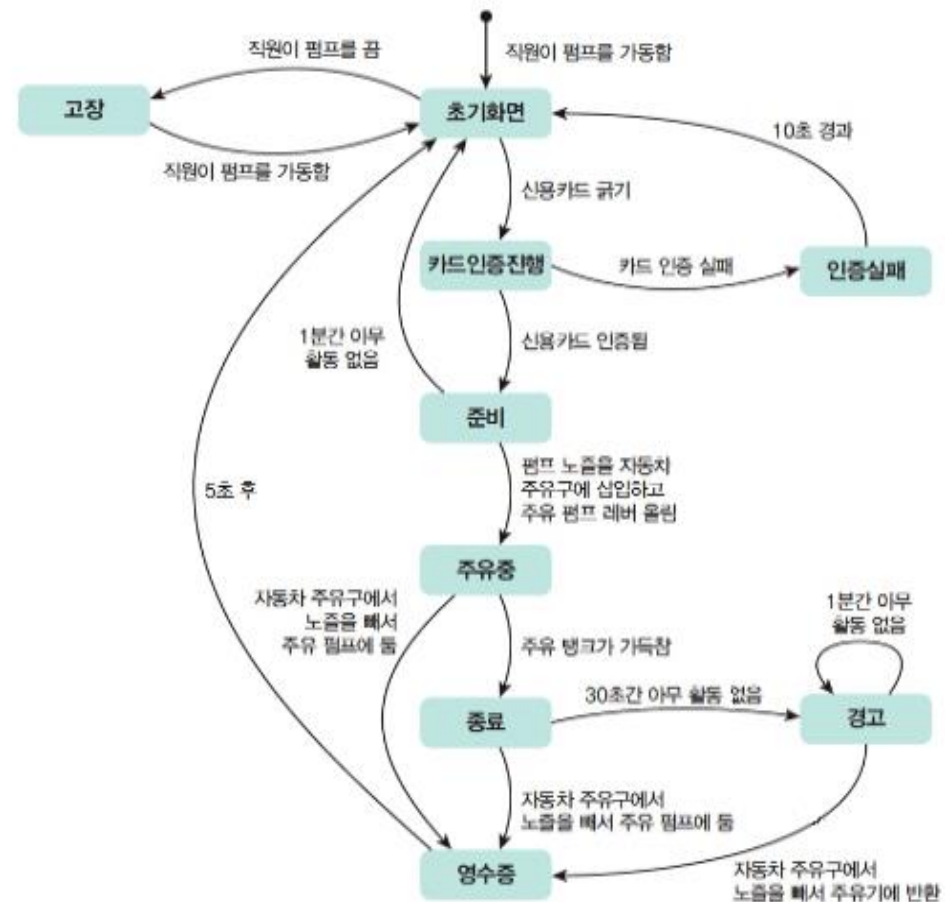 직원이 펌프를 끔
직원이 펌프를 가동함
고장
초기화면
10초 경과
직원이 펌프를 가동함
신용카드 긁기
카드인증진행
카드 인증 실패
인증실패
1분간 아무
활동 없음
신용카드 인증됨
준비
펌프 노즐을 자동차
주유구에 삽입하고
주유 펌프 레버 올림
5초 후
주유중
자동차 주유구에서
노즐을 빼서
주유 펌프에 둠
1분간 아무
활동 없음
주유 탱크가 가득참
30초간 아무 활동 없음
종료
경고
자동차 주유구에서
노즐을 빼서 주유 펌프에 둠
영수증
자동차 주유구에서
노즐을 빼서 주유기에 반환